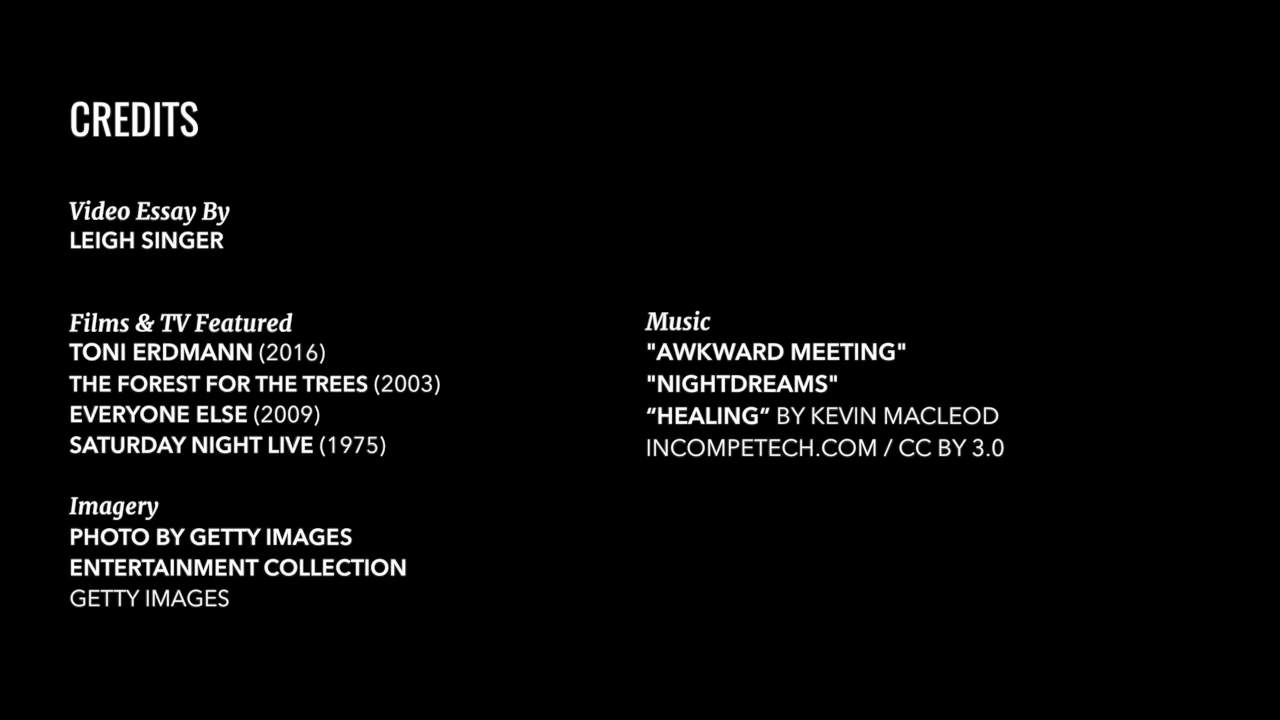 CREDITS
Video Essay By
LEIGH SINGER
Films & TV Featured
TONI ERDMANN (2016)
THE FOREST FOR THE TREES (2003)
EVERYONE ELSE (2009)
SATURDAY NIGHT LIVE (1975)
Imagery
PHOTO BY GETTY IMAGES
ENTERTAINMENT COLLECTION
GETTY IMAGES
Music
"AWKWARD MEETING"
"NIGHTDREAMS"
“HEALING” BY KEVIN MACLEOD
INCOMPETECH.COM / CC BY 3.0